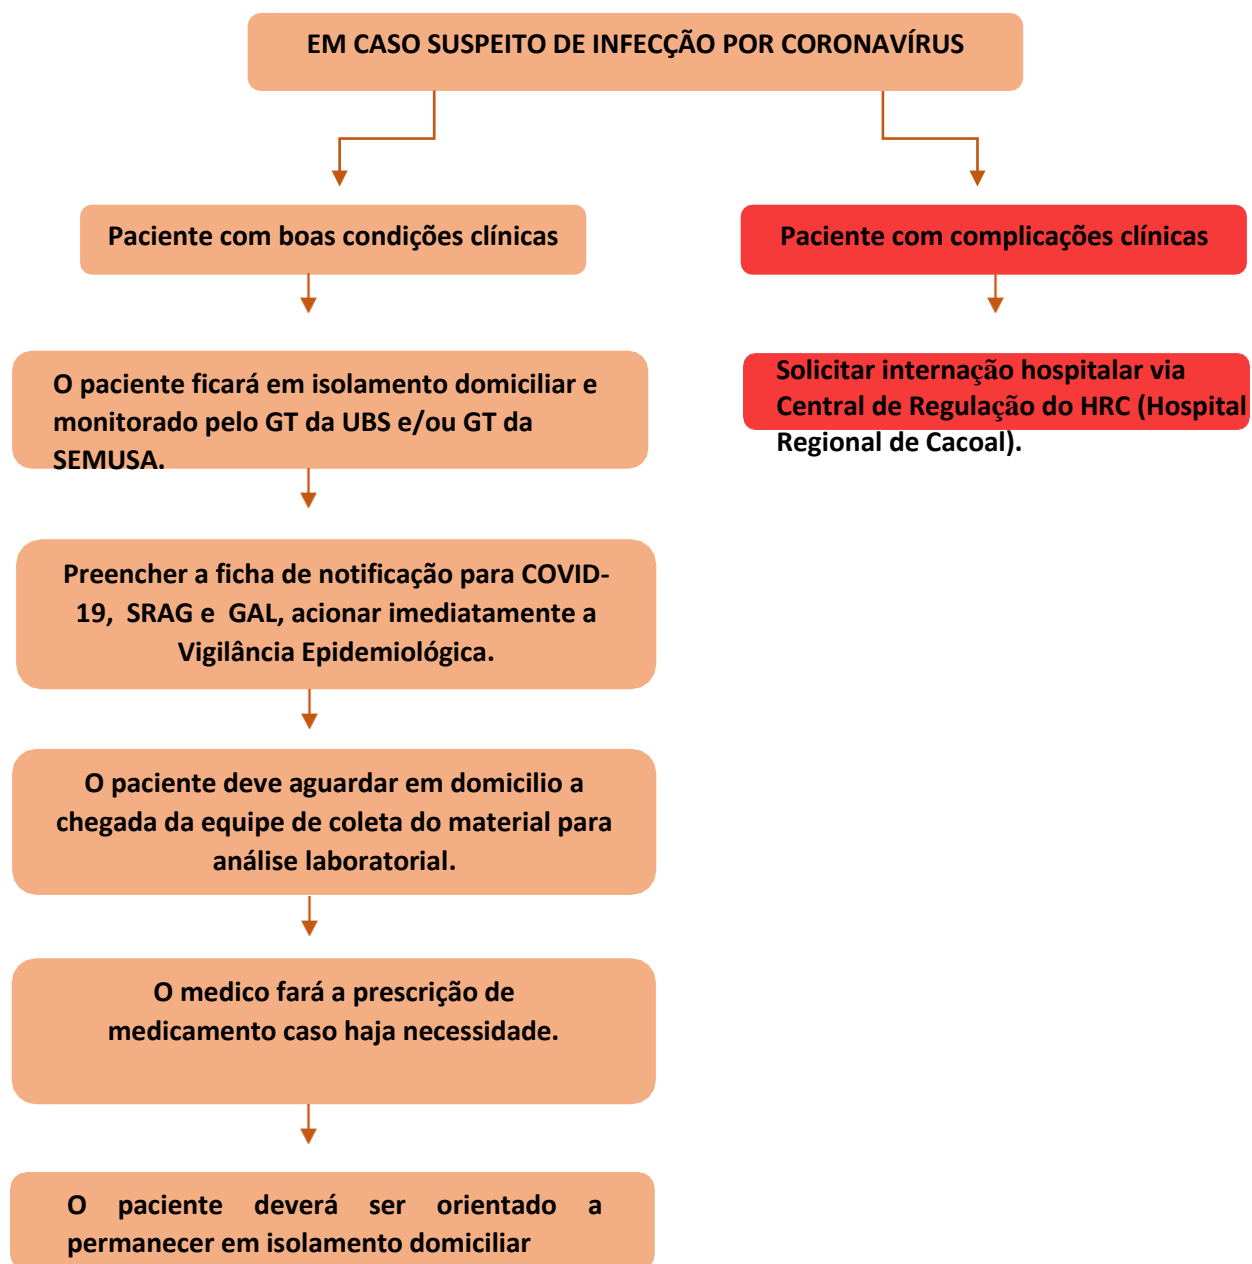 EM CASO SUSPEITO DE INFECÇÃO POR CORONAVÍRUS
Paciente com boas condições clínicas
Paciente com complicações clínicas
O paciente ficará em isolamento domiciliar e
monitorado pelo GT da UBS e/ou GT da
SEMUSA.
Solicitar internação hospitalar via
Central de Regulação do HRC (Hospital
Regional de Cacoal).
Preencher a ficha de notificação para COVID-
19, SRAG e GAL, acionar imediatamente a
Vigilância Epidemiológica.
O paciente deve aguardar em domicilio a
chegada da equipe de coleta do material para
análise laboratorial.
O medico fará a prescrição de
medicamento caso haja necessidade.
O paciente deverá ser orientado a
permanecer em isolamento domiciliar